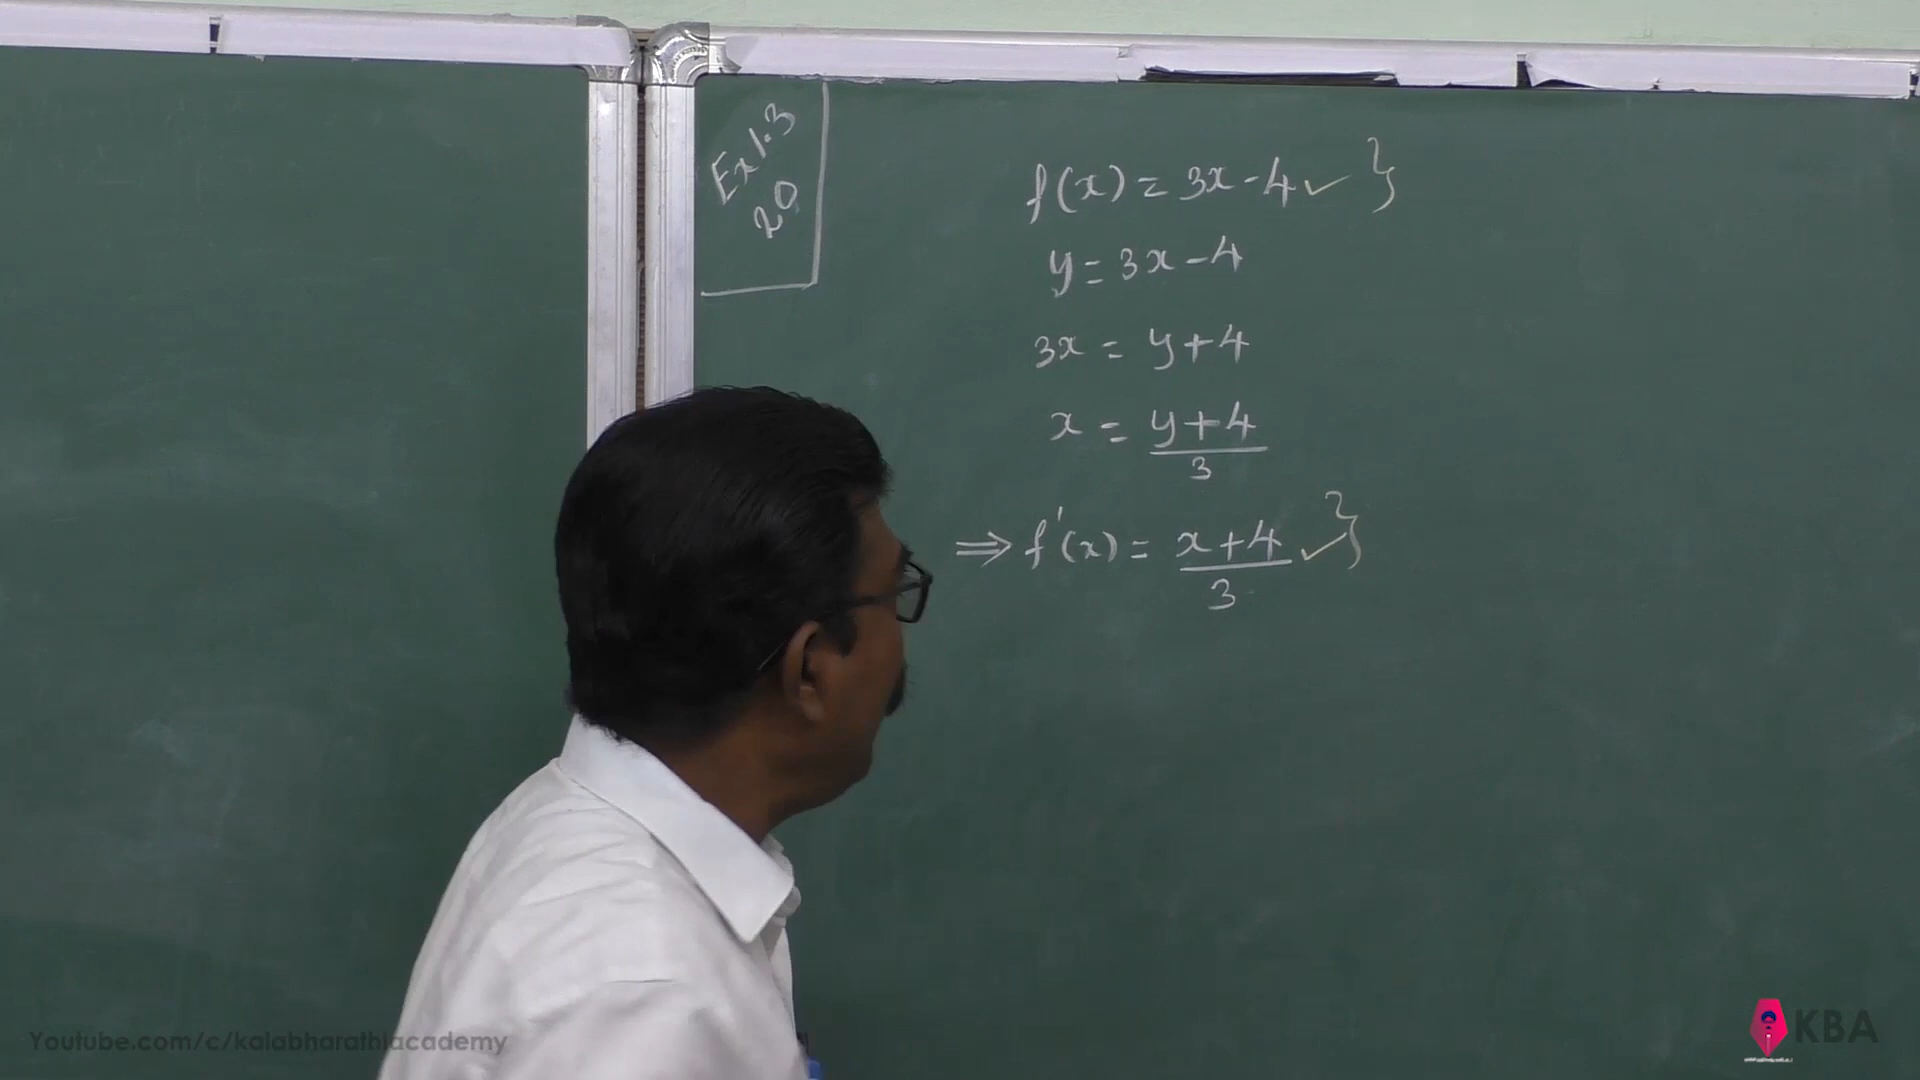 Ex 1.3
20
f(x) = 3x - 4 ✓ }
y = 3x - 4
3x = y + 4
x = y + 4
3
⇒ f'(x) = x + 4 ✓ }
3
Youtube.com/c/kalabharathiacademy
KBA